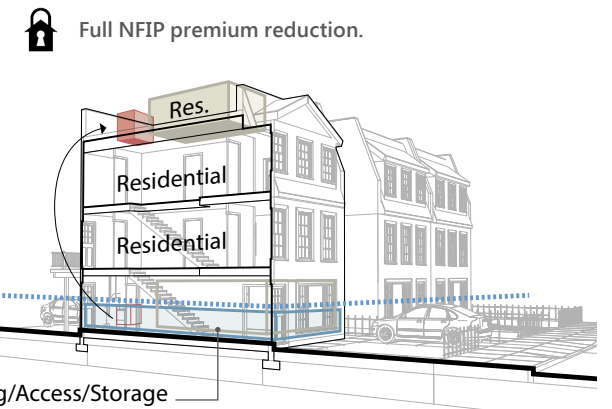 Full NFIP premium reduction.
Res.
Residential
Residential
g/Access/Storage